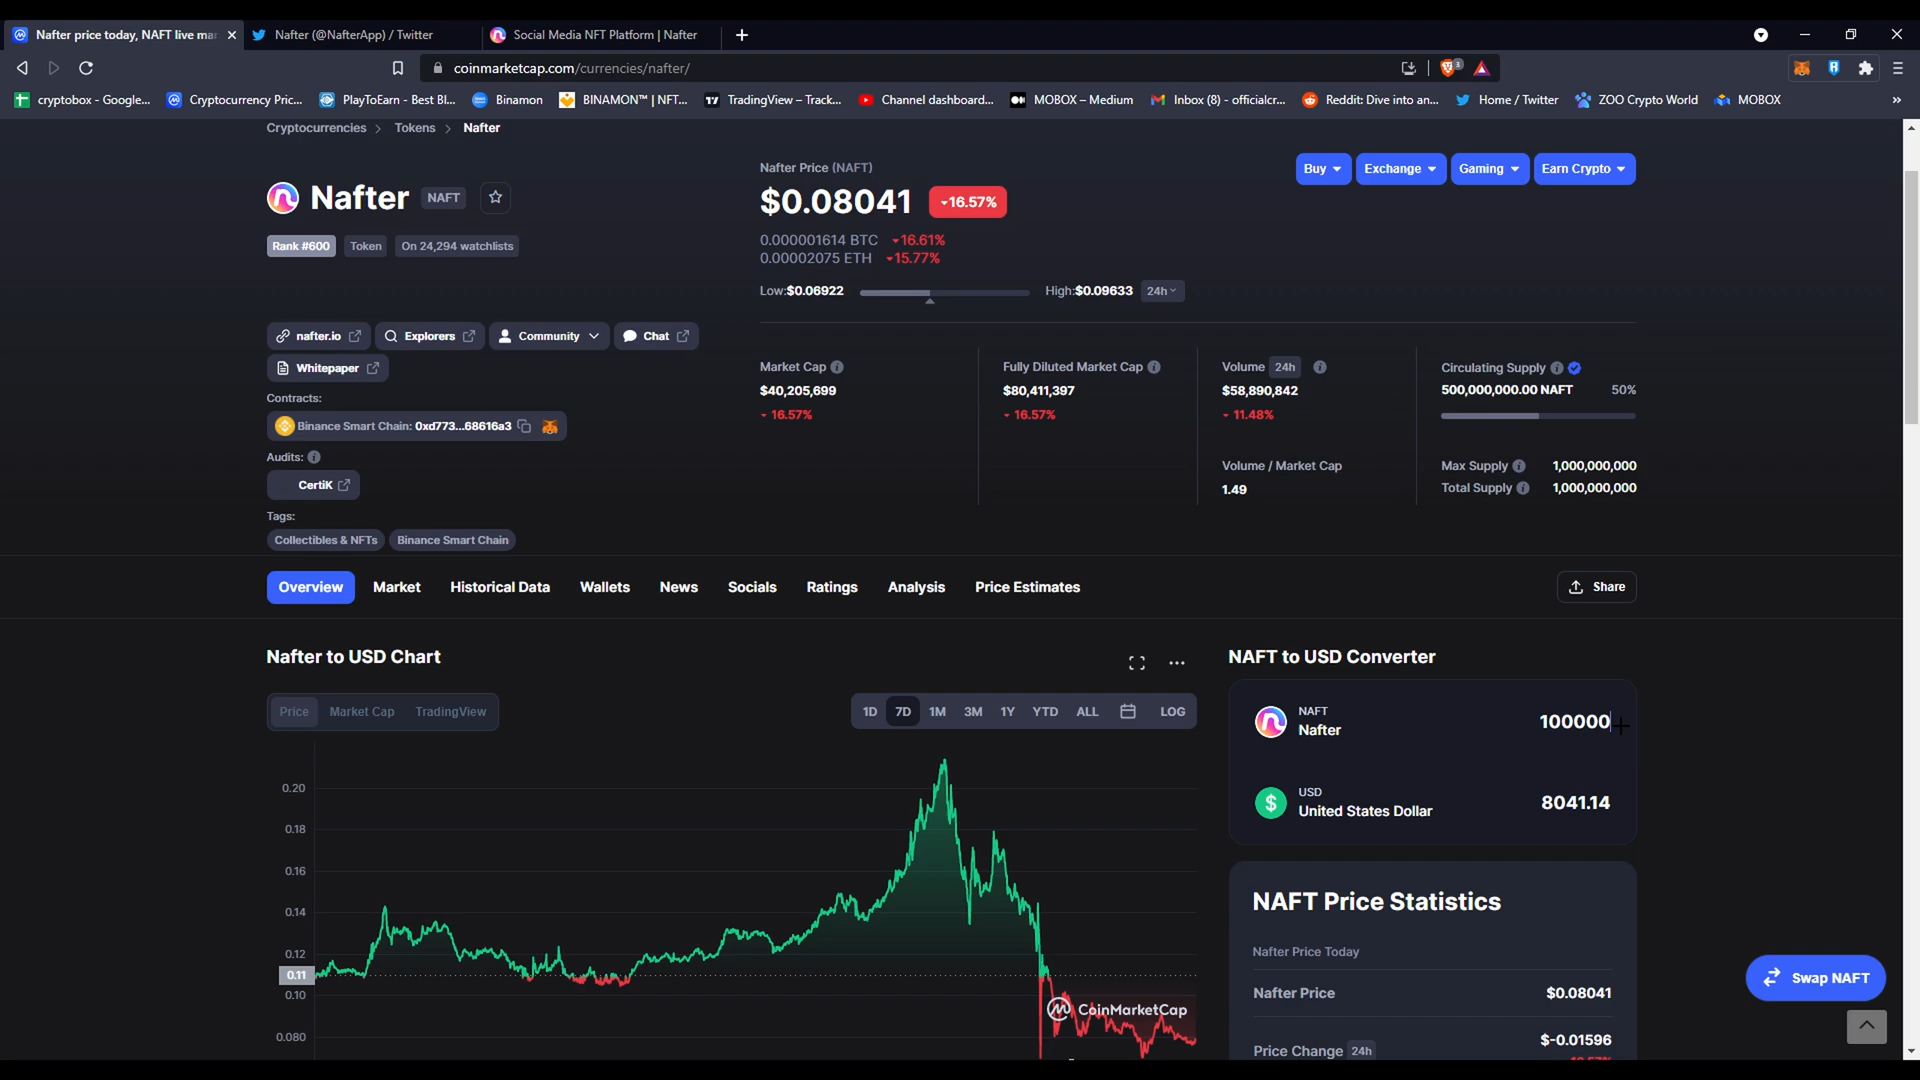 Nafter price today, NAFT live ma
Nafter (@NafterApp) / Twitter
Social Media NFT Platform | Nafter
coinmarketcap.com/currencies/nafter/
3
cryptobox - Google...
Cryptocurrency Pric...
PlayToEarn - Best Bl...
Binamon
BINAMON™ | NFT...
TradingView – Track...
Channel dashboard...
MOBOX – Medium
Inbox (8) - officialcr...
Reddit: Dive into an...
Home / Twitter
ZOO Crypto World
MOBOX
»
Cryptocurrencies > Tokens > Nafter
Nafter NAFT
Rank #600 Token On 24,294 watchlists
nafter.io Explorers Community Chat
Whitepaper
Contracts:
Binance Smart Chain: 0xd773...68616a3
Audits:
CertiK
Tags:
Collectibles & NFTs Binance Smart Chain
Nafter Price (NAFT)
$0.08041 16.57%
0.000001614 BTC 16.61%
0.00002075 ETH 15.77%
Low:$0.06922 High:$0.09633 24h
Buy Exchange Gaming Earn Crypto
Market Cap
$40,205,699
16.57%
Fully Diluted Market Cap
$80,411,397
16.57%
Volume 24h
$58,890,842
11.48%
Volume / Market Cap
1.49
Circulating Supply
500,000,000.00 NAFT 50%
Max Supply 1,000,000,000
Total Supply 1,000,000,000
Overview Market Historical Data Wallets News Socials Ratings Analysis Price Estimates Share
Nafter to USD Chart
Price Market Cap TradingView
1D 7D 1M 3M 1Y YTD ALL LOG
0.20
0.18
0.16
0.14
0.12
0.11
0.10
0.080
CoinMarketCap
NAFT to USD Converter
NAFT
Nafter 100000
USD
United States Dollar 8041.14
NAFT Price Statistics
Nafter Price Today
Nafter Price $0.08041
Price Change 24h $-0.01596
Swap NAFT